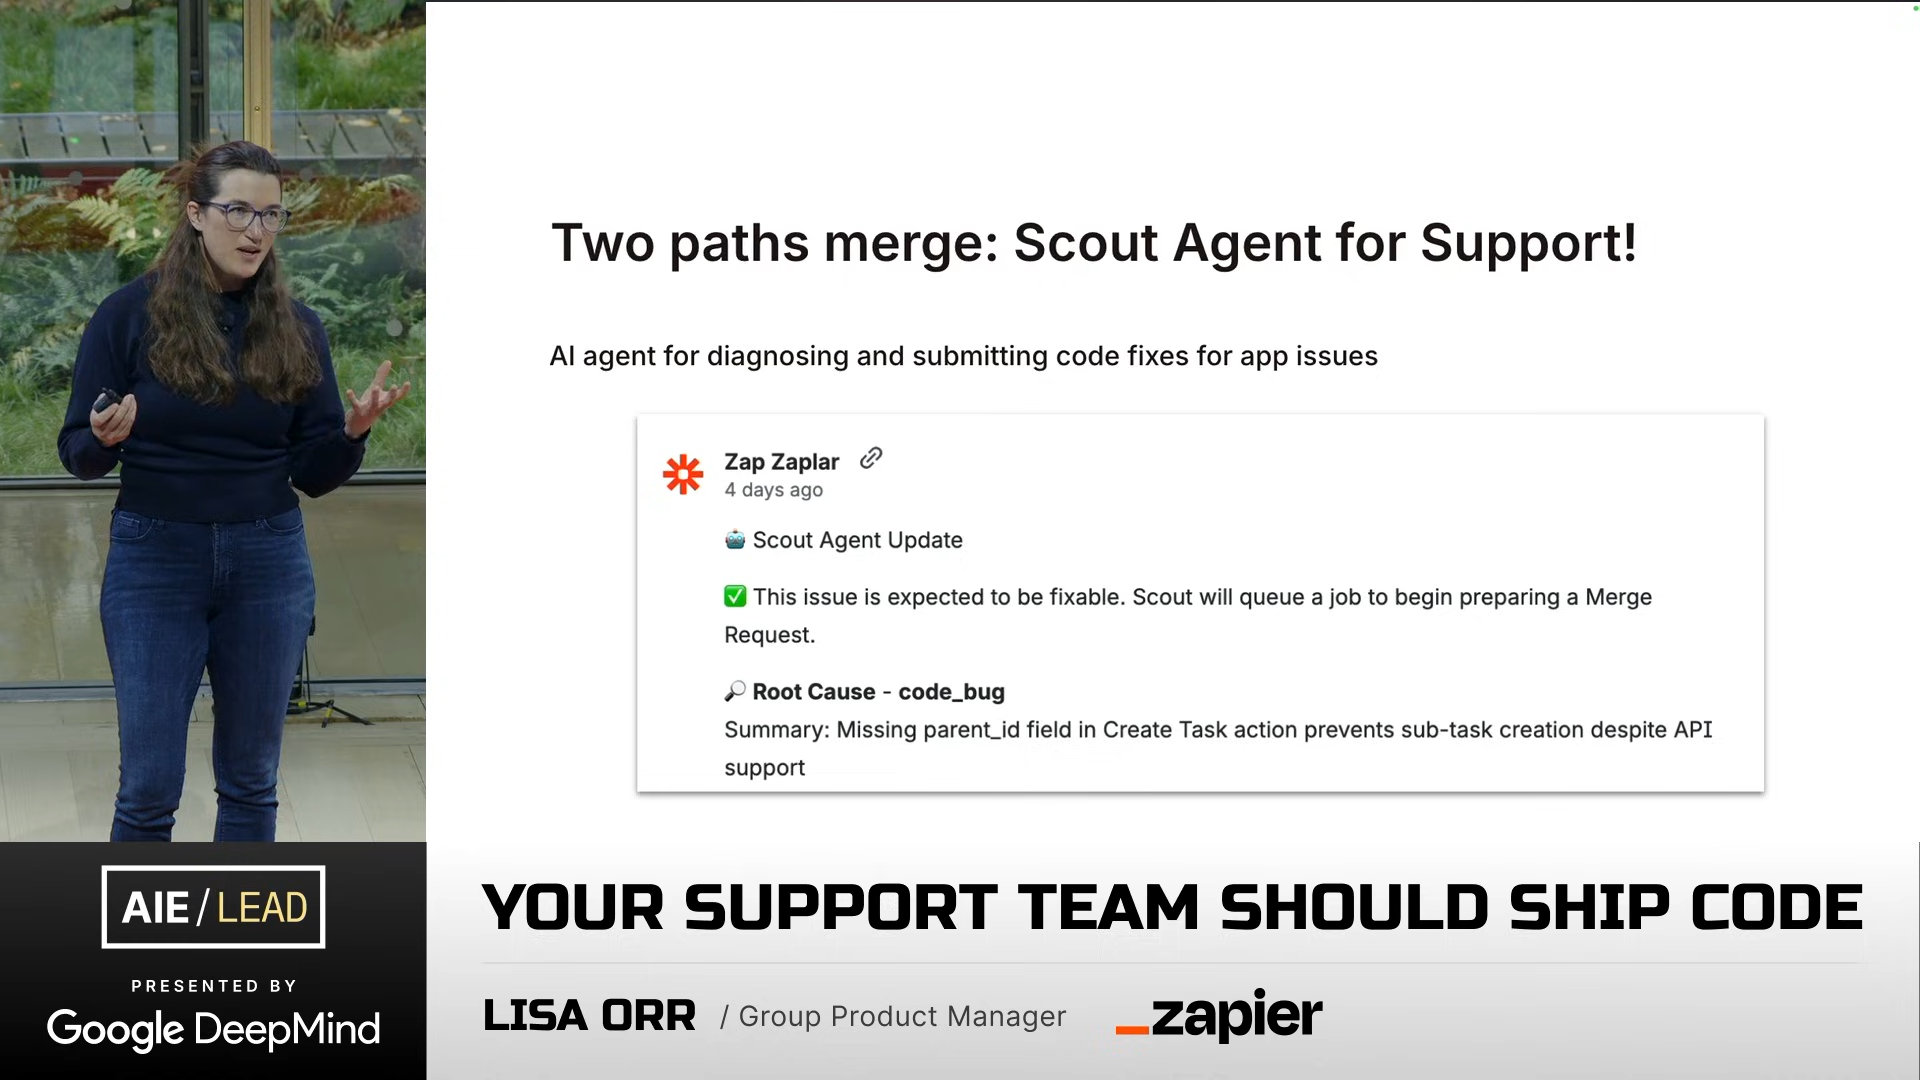 Two paths merge: Scout Agent for Support!
AI agent for diagnosing and submitting code fixes for app issues
Zap Zaplar
4 days ago
🤖 Scout Agent Update
✅ This issue is expected to be fixable. Scout will queue a job to begin preparing a Merge
Request.
🔎 Root Cause - code_bug
Summary: Missing parent_id field in Create Task action prevents sub-task creation despite API
support
AIE/LEAD
PRESENTED BY
Google DeepMind
YOUR SUPPORT TEAM SHOULD SHIP CODE
LISA ORR / Group Product Manager
_zapier